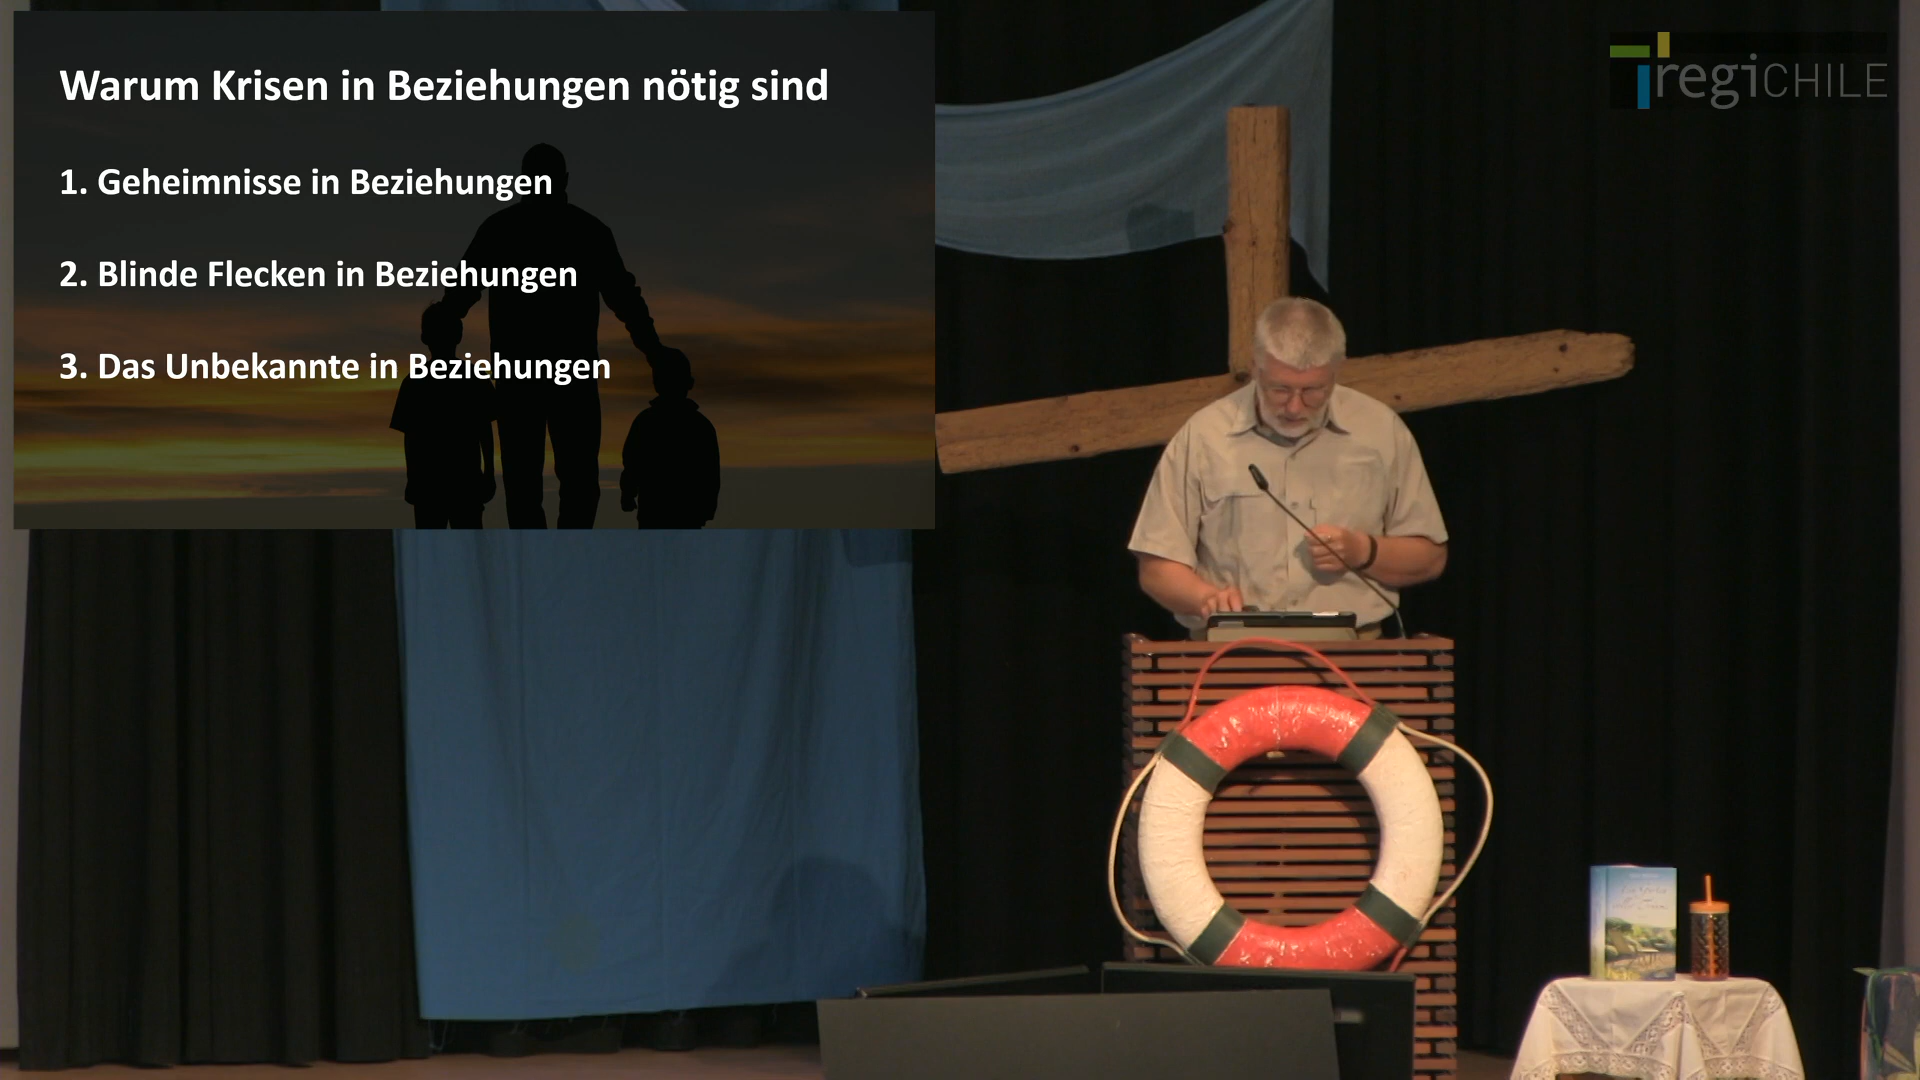 Warum Krisen in Beziehungen nötig sind
1. Geheimnisse in Beziehungen
2. Blinde Flecken in Beziehungen
3. Das Unbekannte in Beziehungen
regiCHILE